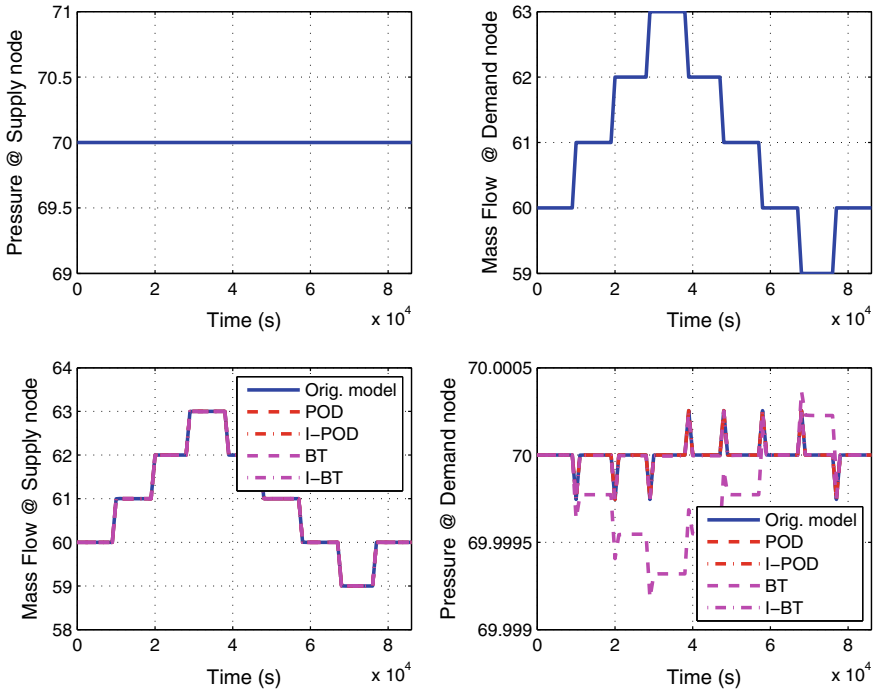 Pressure @ Supply node
71
70.5
70
69.5
69
0
2
4
6
8
x 10^4
Time (s)
Mass Flow @ Demand node
63
62
61
60
59
0
2
4
6
8
x 10^4
Time (s)
Mass Flow @ Supply node
64
63
62
61
60
59
58
0
2
4
6
8
x 10^4
Time (s)
Orig. model
POD
I-POD
BT
I-BT
Pressure @ Demand node
70.0005
70
69.9995
69.999
0
2
4
6
8
x 10^4
Time (s)
Orig. model
POD
I-POD
BT
I-BT